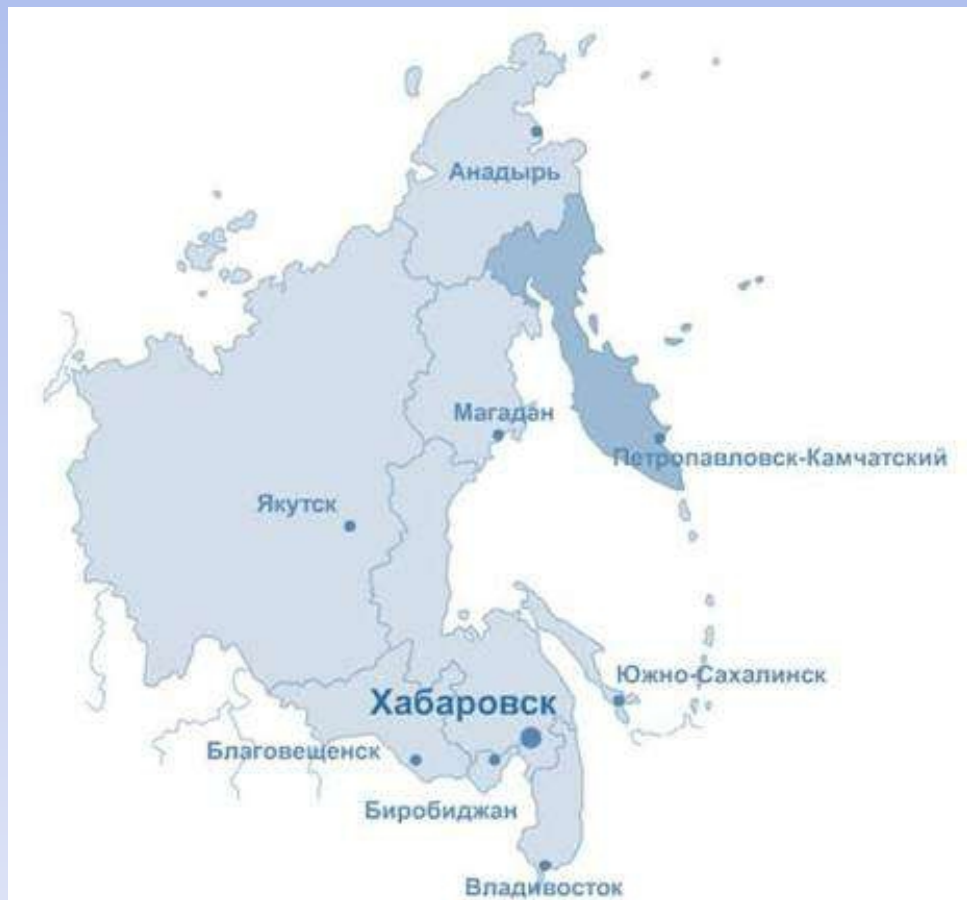 Анадырь
Магадан
Петропавловск-Камчатский
Якутск
Южно-Сахалинск
Хабаровск
Благовещенск
Биробиджан
Владивосток